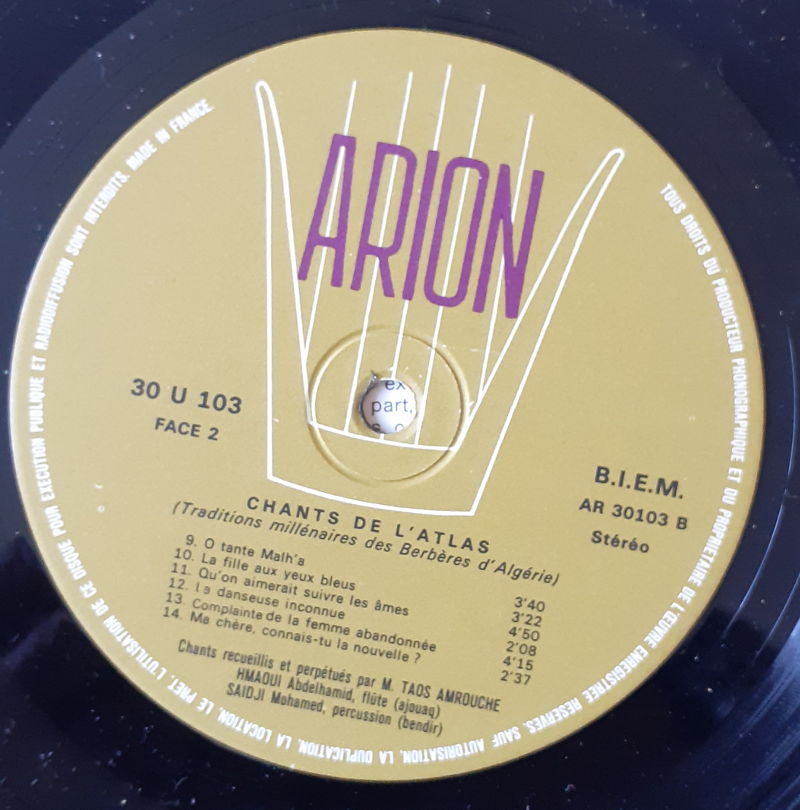 ARION
30 U 103
FACE 2
B.I.E.M.
AR 30103 B
Stéréo
CHANTS DE L'ATLAS
(Traditions millénaires des Berbères d'Algérie)
9. O tante Malh'a 3'40
10. La fille aux yeux bleus 3'22
11. Qu'on aimerait suivre les âmes 4'50
12. La danseuse inconnue 2'08
13. Complainte de la femme abandonnée 4'15
14. Ma chère, connais-tu la nouvelle ? 2'37
Chants recueillis et perpétués par M. TAOS AMROUCHE
HMAOUI Abdelhamid, flûte (ajouaq)
SAIDJI Mohamed, percussion (bendir)
TOUS DROITS DU PRODUCTEUR PHONOGRAPHIQUE ET DU PROPRIETAIRE DE L'ŒUVRE ENREGISTREE RESERVES. SAUF AUTORISATION, LA DUPLICATION, LA LOCATION, LE PRET, L'UTILISATION DE CE DISQUE POUR EXECUTION PUBLIQUE ET RADIODIFFUSION SONT INTERDITS. MADE IN FRANCE.
ex
part,